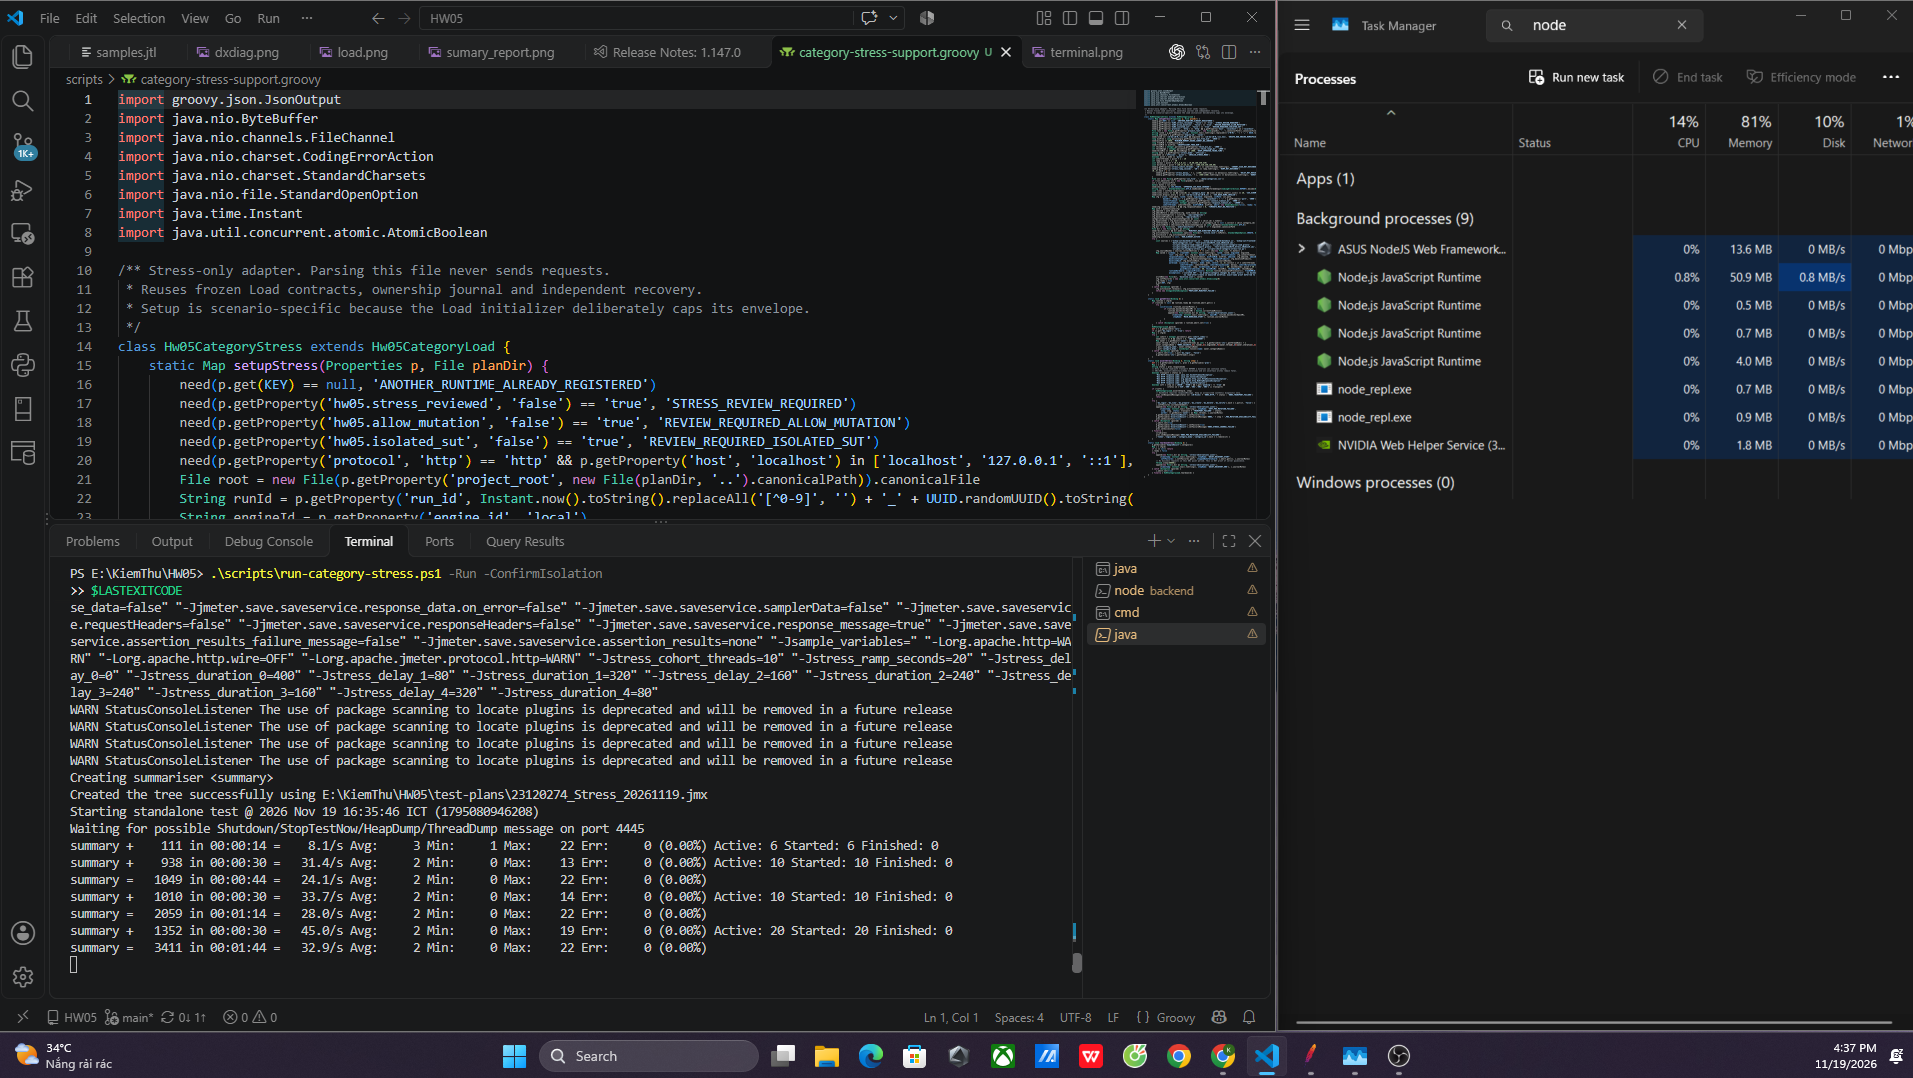 File Edit Selection View Go Run ··· HW05
samples.jtl dxdiag.png load.png sumary_report.png Release Notes: 1.147.0 category-stress-support.groovy U terminal.png
scripts > category-stress-support.groovy
1 import groovy.json.JsonOutput
2 import java.nio.ByteBuffer
3 import java.nio.channels.FileChannel
4 import java.nio.charset.CodingErrorAction
5 import java.nio.charset.StandardCharsets
6 import java.nio.file.StandardOpenOption
7 import java.time.Instant
8 import java.util.concurrent.atomic.AtomicBoolean
9
10 /** Stress-only adapter. Parsing this file never sends requests.
11 * Reuses frozen Load contracts, ownership journal and independent recovery.
12 * Setup is scenario-specific because the Load initializer deliberately caps its envelope.
13 */
14 class Hw05CategoryStress extends Hw05CategoryLoad {
15 static Map setupStress(Properties p, File planDir) {
16 need(p.get(KEY) == null, 'ANOTHER_RUNTIME_ALREADY_REGISTERED')
17 need(p.getProperty('hw05.stress_reviewed', 'false') == 'true', 'STRESS_REVIEW_REQUIRED')
18 need(p.getProperty('hw05.allow_mutation', 'false') == 'true', 'REVIEW_REQUIRED_ALLOW_MUTATION')
19 need(p.getProperty('hw05.isolated_sut', 'false') == 'true', 'REVIEW_REQUIRED_ISOLATED_SUT')
20 need(p.getProperty('protocol', 'http') == 'http' && p.getProperty('host', 'localhost') in ['localhost', '127.0.0.1', '::1'],
21 File root = new File(p.getProperty('project_root', new File(planDir, '..').canonicalPath)).canonicalFile
22 String runId = p.getProperty('run_id', Instant.now().toString().replaceAll('[^0-9]', '') + '_' + UUID.randomUUID().toString(
23 String engineId = p.getProperty('engine_id', 'local')
Problems Output Debug Console Terminal Ports Query Results
PS E:\KiemThu\HW05> .\scripts\run-category-stress.ps1 -Run -ConfirmIsolation
>> $LASTEXITCODE
se_data=false" "-Jjmeter.save.saveservice.response_data.on_error=false" "-Jjmeter.save.saveservice.samplerData=false" "-Jjmeter.save.saveservic
e.requestHeaders=false" "-Jjmeter.save.saveservice.responseHeaders=false" "-Jjmeter.save.saveservice.response_message=true" "-Jjmeter.save.save
service.assertion_results_failure_message=false" "-Jjmeter.save.saveservice.assertion_results=none" "-Jsample_variables=" "-Lorg.apache.http=WA
RN" "-Lorg.apache.http.wire=OFF" "-Lorg.apache.jmeter.protocol.http=WARN" "-Jstress_cohort_threads=10" "-Jstress_ramp_seconds=20" "-Jstress_del
ay_0=0" "-Jstress_duration_0=400" "-Jstress_delay_1=80" "-Jstress_duration_1=320" "-Jstress_delay_2=160" "-Jstress_duration_2=240" "-Jstress_de
lay_3=240" "-Jstress_duration_3=160" "-Jstress_delay_4=320" "-Jstress_duration_4=80"
WARN StatusConsoleListener The use of package scanning to locate plugins is deprecated and will be removed in a future release
WARN StatusConsoleListener The use of package scanning to locate plugins is deprecated and will be removed in a future release
WARN StatusConsoleListener The use of package scanning to locate plugins is deprecated and will be removed in a future release
WARN StatusConsoleListener The use of package scanning to locate plugins is deprecated and will be removed in a future release
Creating summariser <summary>
Created the tree successfully using E:\KiemThu\HW05\test-plans\23120274_Stress_20261119.jmx
Starting standalone test @ 2026 Nov 19 16:35:46 ICT (1795080946208)
Waiting for possible Shutdown/StopTestNow/HeapDump/ThreadDump message on port 4445
summary + 111 in 00:00:14 = 8.1/s Avg: 3 Min: 1 Max: 22 Err: 0 (0.00%) Active: 6 Started: 6 Finished: 0
summary + 938 in 00:00:30 = 31.4/s Avg: 2 Min: 0 Max: 13 Err: 0 (0.00%) Active: 10 Started: 10 Finished: 0
summary = 1049 in 00:00:44 = 24.1/s Avg: 2 Min: 0 Max: 22 Err: 0 (0.00%)
summary + 1010 in 00:00:30 = 33.7/s Avg: 2 Min: 0 Max: 14 Err: 0 (0.00%) Active: 10 Started: 10 Finished: 0
summary = 2059 in 00:01:14 = 28.0/s Avg: 2 Min: 0 Max: 22 Err: 0 (0.00%)
summary + 1352 in 00:00:30 = 45.0/s Avg: 2 Min: 0 Max: 19 Err: 0 (0.00%) Active: 20 Started: 20 Finished: 0
summary = 3411 in 00:01:44 = 32.9/s Avg: 2 Min: 0 Max: 22 Err: 0 (0.00%)
java
node backend
cmd
java
1K+
HW05 main* 0↓ 1↑ 0 0 Ln 1, Col 1 Spaces: 4 UTF-8 LF { } Groovy
Task Manager node
Processes Run new task End task Efficiency mode ···
14% 81% 10% 1%
Name Status CPU Memory Disk Networ
Apps (1)
Background processes (9)
ASUS NodeJS Web Framework... 0% 13.6 MB 0 MB/s 0 Mbp
Node.js JavaScript Runtime 0.8% 50.9 MB 0.8 MB/s 0 Mbp
Node.js JavaScript Runtime 0% 0.5 MB 0 MB/s 0 Mbp
Node.js JavaScript Runtime 0% 0.7 MB 0 MB/s 0 Mbp
Node.js JavaScript Runtime 0% 4.0 MB 0 MB/s 0 Mbp
node_repl.exe 0% 0.7 MB 0 MB/s 0 Mbp
node_repl.exe 0% 0.9 MB 0 MB/s 0 Mbp
NVIDIA Web Helper Service (3... 0% 1.8 MB 0 MB/s 0 Mbp
Windows processes (0)
34°C
Nắng rải rác
Search
4:37 PM
11/19/2026